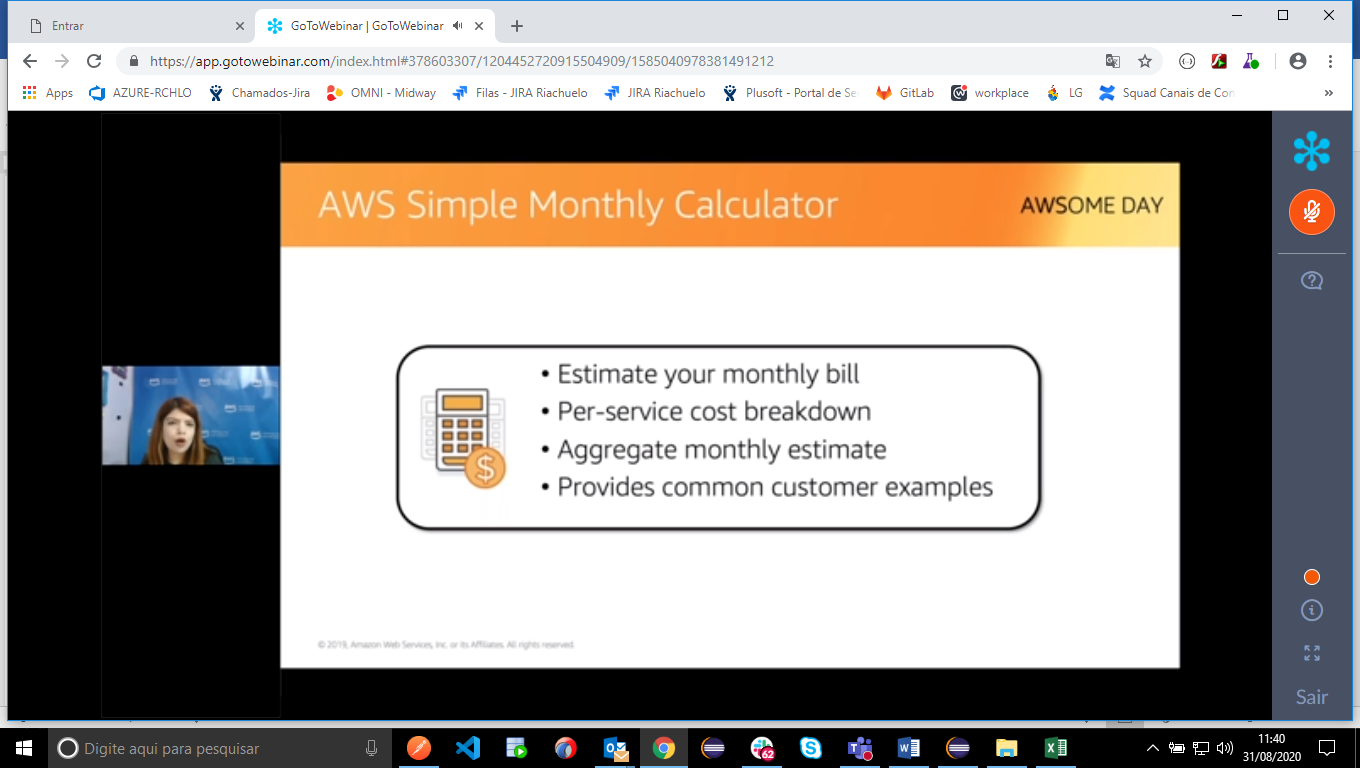 Entrar
GoToWebinar | GoToWebinar
https://app.gotowebinar.com/index.html#378603307/1204452720915504909/1585040978381491212
Apps
AZURE-RCHLO
Chamados-Jira
OMNI - Midway
Filas - JIRA Riachuelo
JIRA Riachuelo
Plusoft - Portal de Se
GitLab
workplace
LG
Squad Canais de Con
»
AWS Simple Monthly Calculator
AWSOME DAY
• Estimate your monthly bill
• Per-service cost breakdown
• Aggregate monthly estimate
• Provides common customer examples
$
© 2019, Amazon Web Services, Inc. or its Affiliates. All rights reserved.
Sair
Digite aqui para pesquisar
62
11:40
31/08/2020